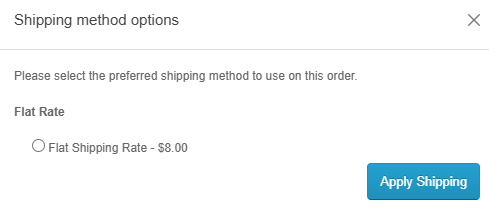 Shipping method options
Please select the preferred shipping method to use on this order.
Flat Rate
Flat Shipping Rate - $8.00
Apply Shipping